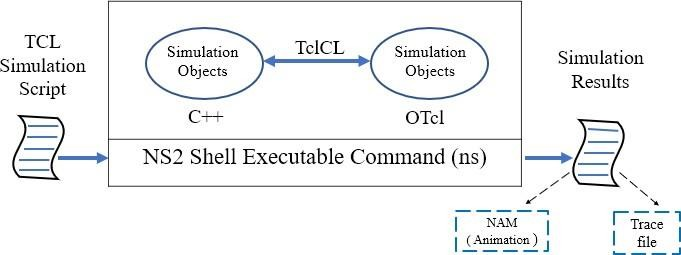 TCL
Simulation
Script
Simulation
Objects
TclCL
Simulation
Objects
C++
OTcl
NS2 Shell Executable Command (ns)
Simulation
Results
NAM
( Animation )
Trace
file